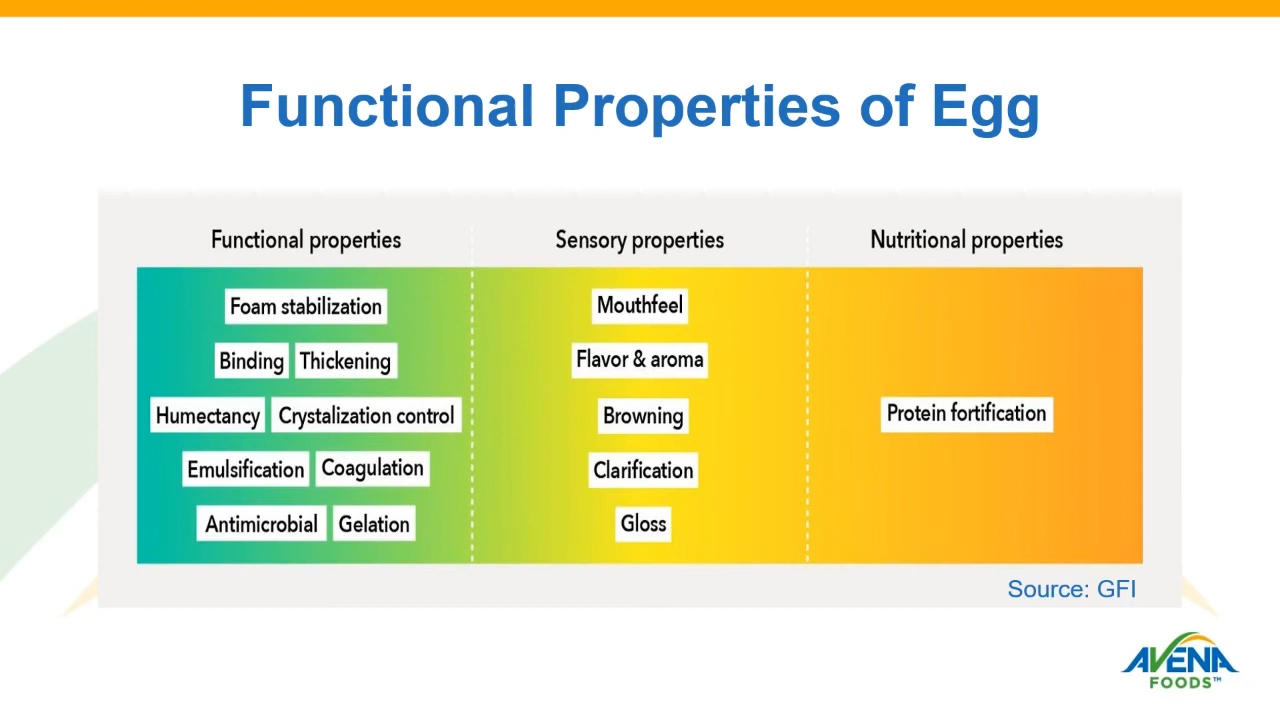 Functional Properties of Egg
Functional properties
Foam stabilization
Binding Thickening
Humectancy Crystalization control
Emulsification Coagulation
Antimicrobial Gelation
Sensory properties
Mouthfeel
Flavor & aroma
Browning
Clarification
Gloss
Nutritional properties
Protein fortification
Source: GFI
AVENA
FOODS™